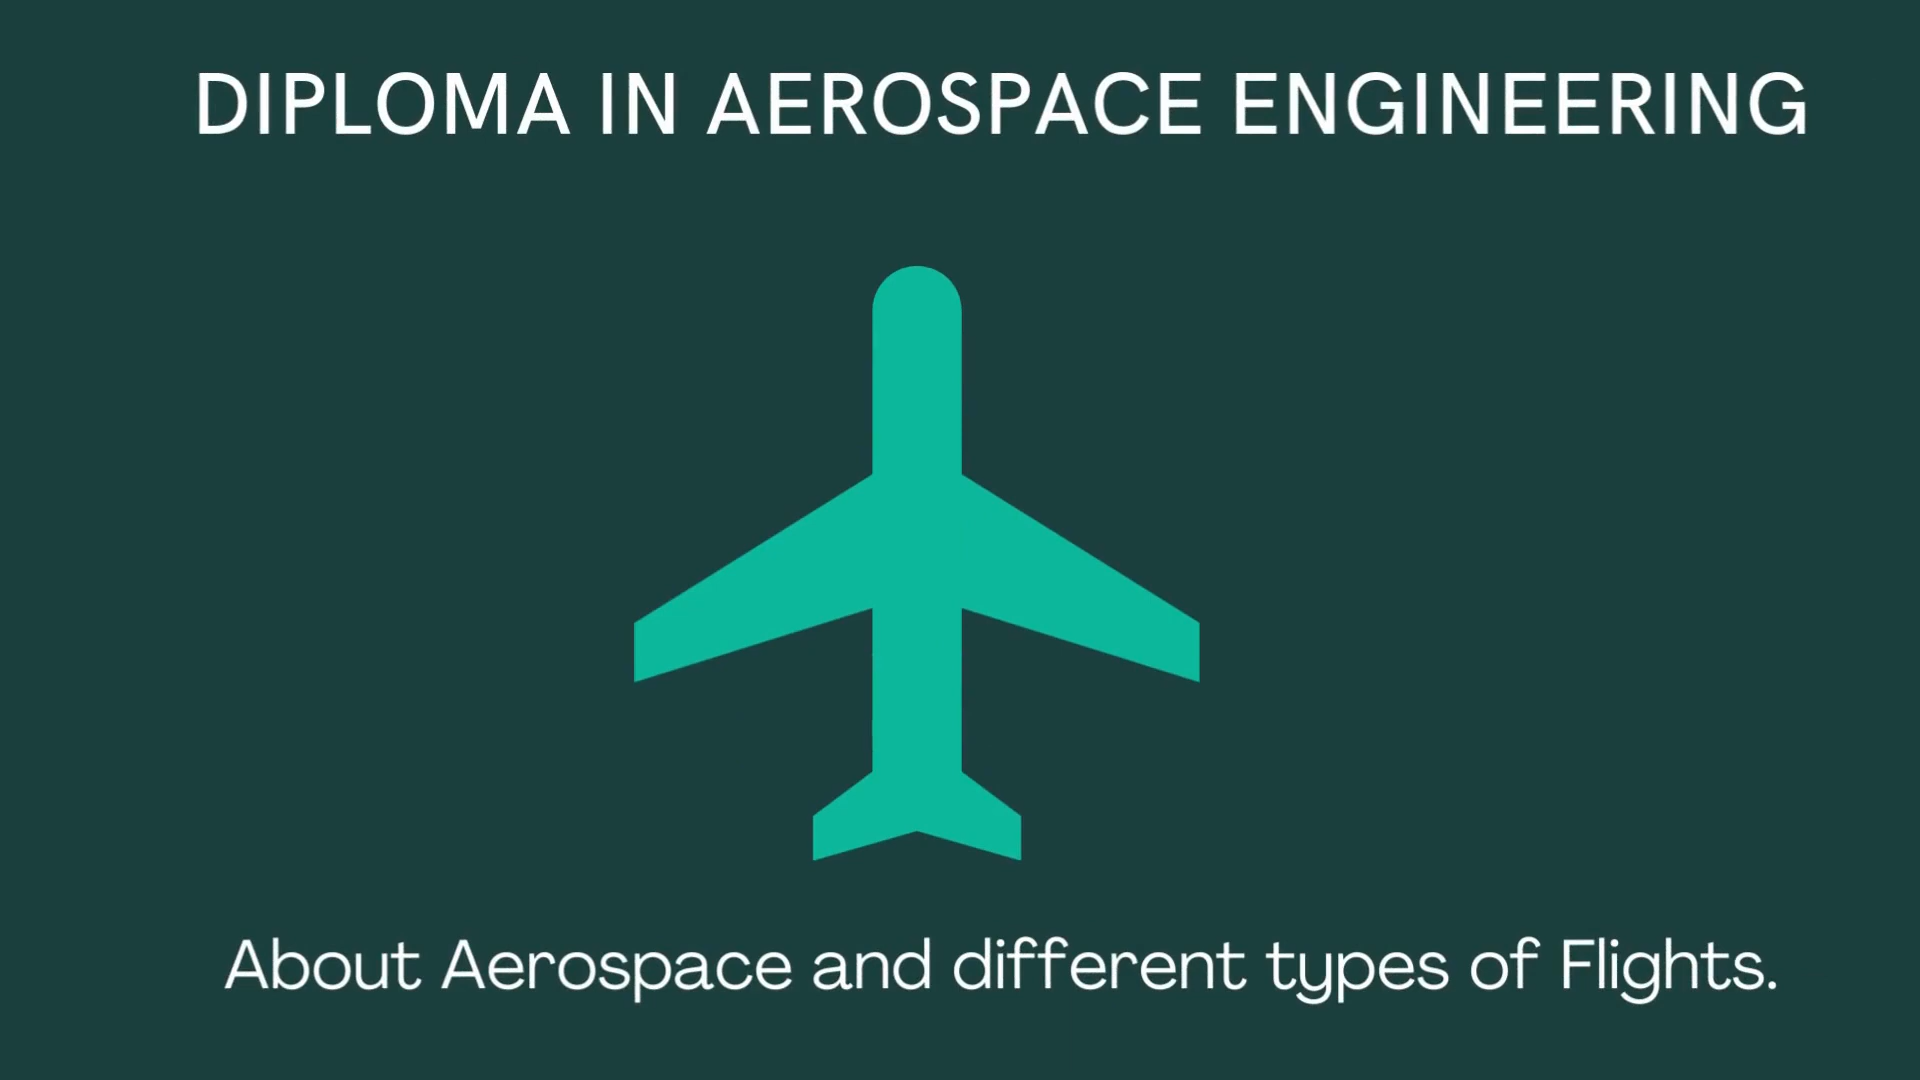 DIPLOMA IN AEROSPACE ENGINEERING
About Aerospace and different types of Flights.